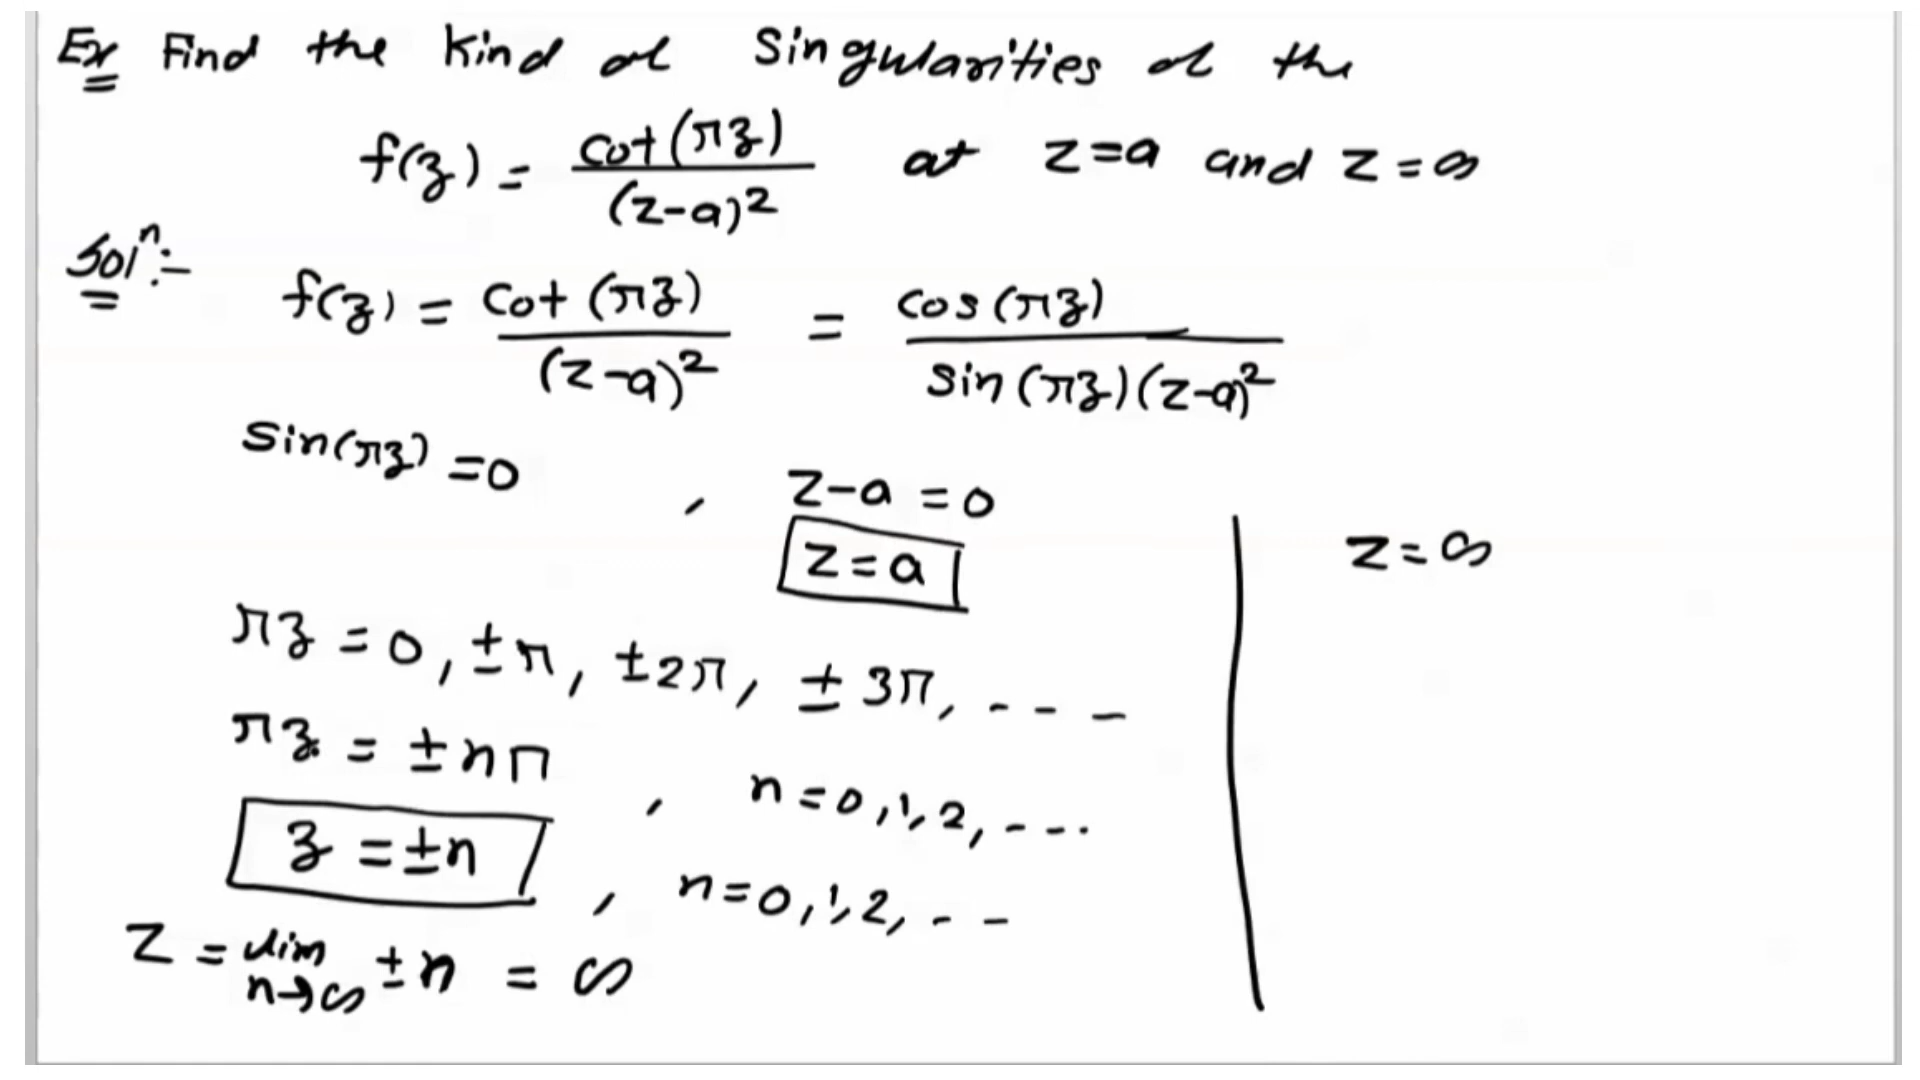 Ex Find the kind of Singularities of the
f(z) = cot(πz) / (z-a)² at z=a and z=∞
Solⁿ:-
f(z) = cot(πz) / (z-a)² = cos(πz) / sin(πz)(z-a)²
sin(πz) = 0 , z-a = 0
z=a
z=∞
πz = 0, ±π, ±2π, ±3π, - - -
πz = ±nπ , n=0,1,2,---
z = ±n , n=0,1,2,--
z = lim n→∞ ±n = ∞